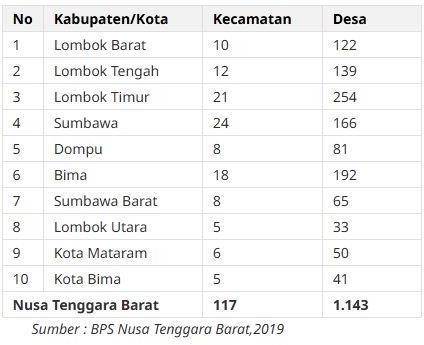 No Kabupaten/Kota Kecamatan Desa
1 Lombok Barat 10 122
2 Lombok Tengah 12 139
3 Lombok Timur 21 254
4 Sumbawa 24 166
5 Dompu 8 81
6 Bima 18 192
7 Sumbawa Barat 8 65
8 Lombok Utara 5 33
9 Kota Mataram 6 50
10 Kota Bima 5 41
Nusa Tenggara Barat 117 1.143
Sumber : BPS Nusa Tenggara Barat,2019